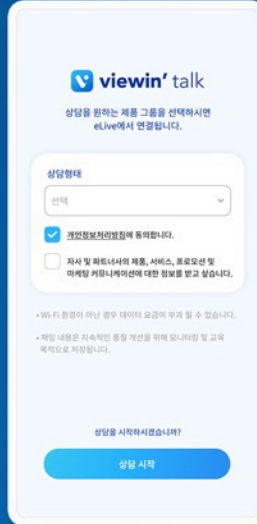 viewin' talk
상담을 원하는 제품 그룹을 선택하시면
eLive에서 연결됩니다.
상담형태
선택
개인정보처리방침에 동의합니다.
자사 및 파트너사의 제품, 서비스, 프로모션 및
마케팅 커뮤니케이션에 대한 정보를 받고 싶습니다.
• Wi-Fi 환경이 아닌 경우 데이터 요금이 부과 될 수 있습니다.
• 채팅 내용은 지속적인 품질 개선을 위해 모니터링 및 교육
목적으로 저장됩니다.
상담을 시작하시겠습니까?
상담 시작